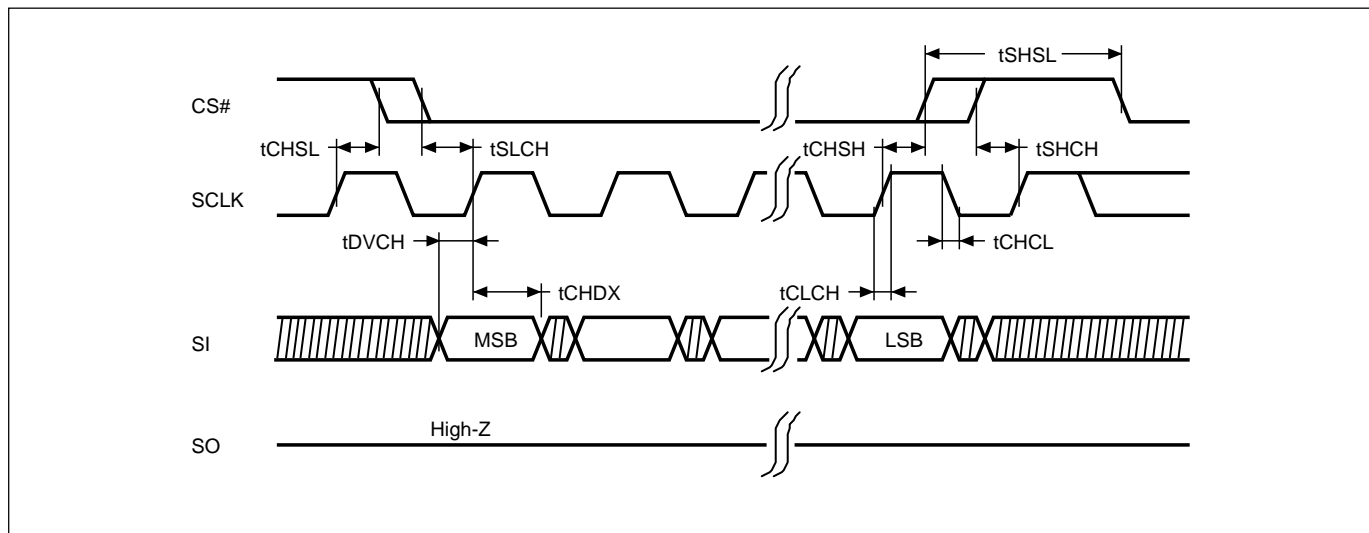 tSHSL
CS#
tCHSL
tSLCH
tCHSH
tSHCH
SCLK
tDVCH
tCHCL
tCHDX
tCLCH
SI
MSB
LSB
High-Z
SO